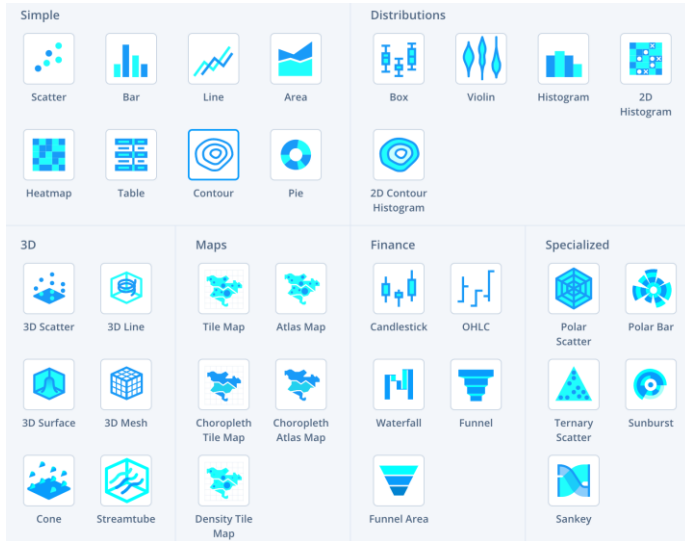 Simple
Scatter
Bar
Line
Area
Heatmap
Table
Contour
Pie
Distributions
Box
Violin
Histogram
2D
Histogram
2D Contour
Histogram
3D
3D Scatter
3D Line
3D Surface
3D Mesh
Cone
Streamtube
Maps
Tile Map
Atlas Map
Choropleth
Tile Map
Choropleth
Atlas Map
Density Tile
Map
Finance
Candlestick
OHLC
Waterfall
Funnel
Funnel Area
Specialized
Polar
Scatter
Polar Bar
Ternary
Scatter
Sunburst
Sankey